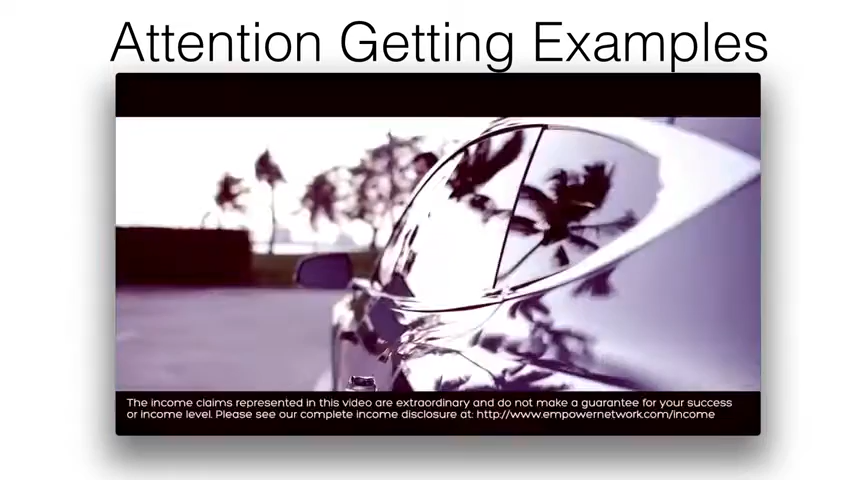 Attention Getting Examples
The income claims represented in this video are extraordinary and do not make a guarantee for your success
or income level. Please see our complete income disclosure at: http://www.empowernetwork.com/income